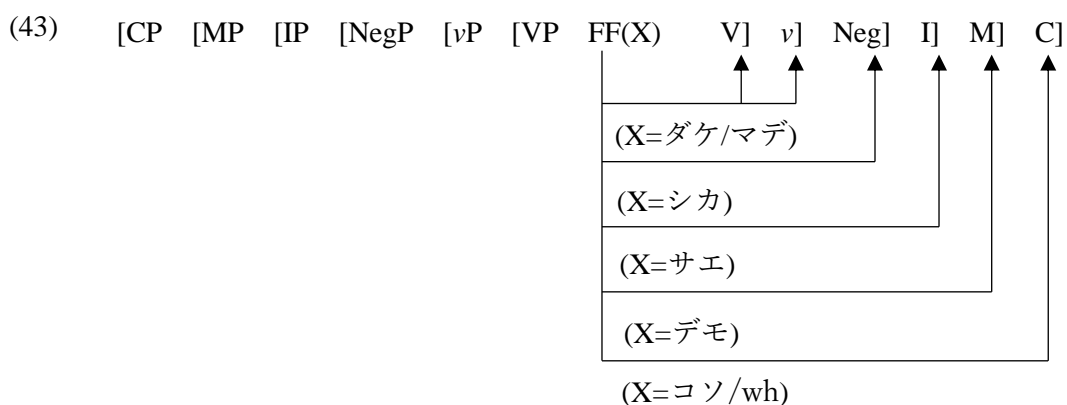 (43) [CP [MP [IP [NegP [vP [VP FF(X) V] v] Neg] I] M] C]
(X=ダケ/マデ)
(X=シカ)
(X=サエ)
(X=デモ)
(X=コソ/wh)